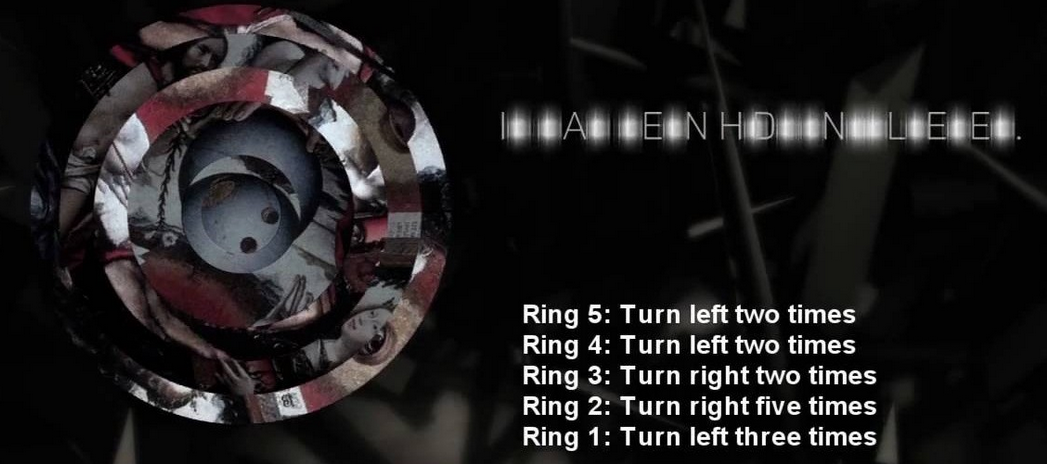 I A E N H D N L E E .
Ring 5: Turn left two times
Ring 4: Turn left two times
Ring 3: Turn right two times
Ring 2: Turn right five times
Ring 1: Turn left three times